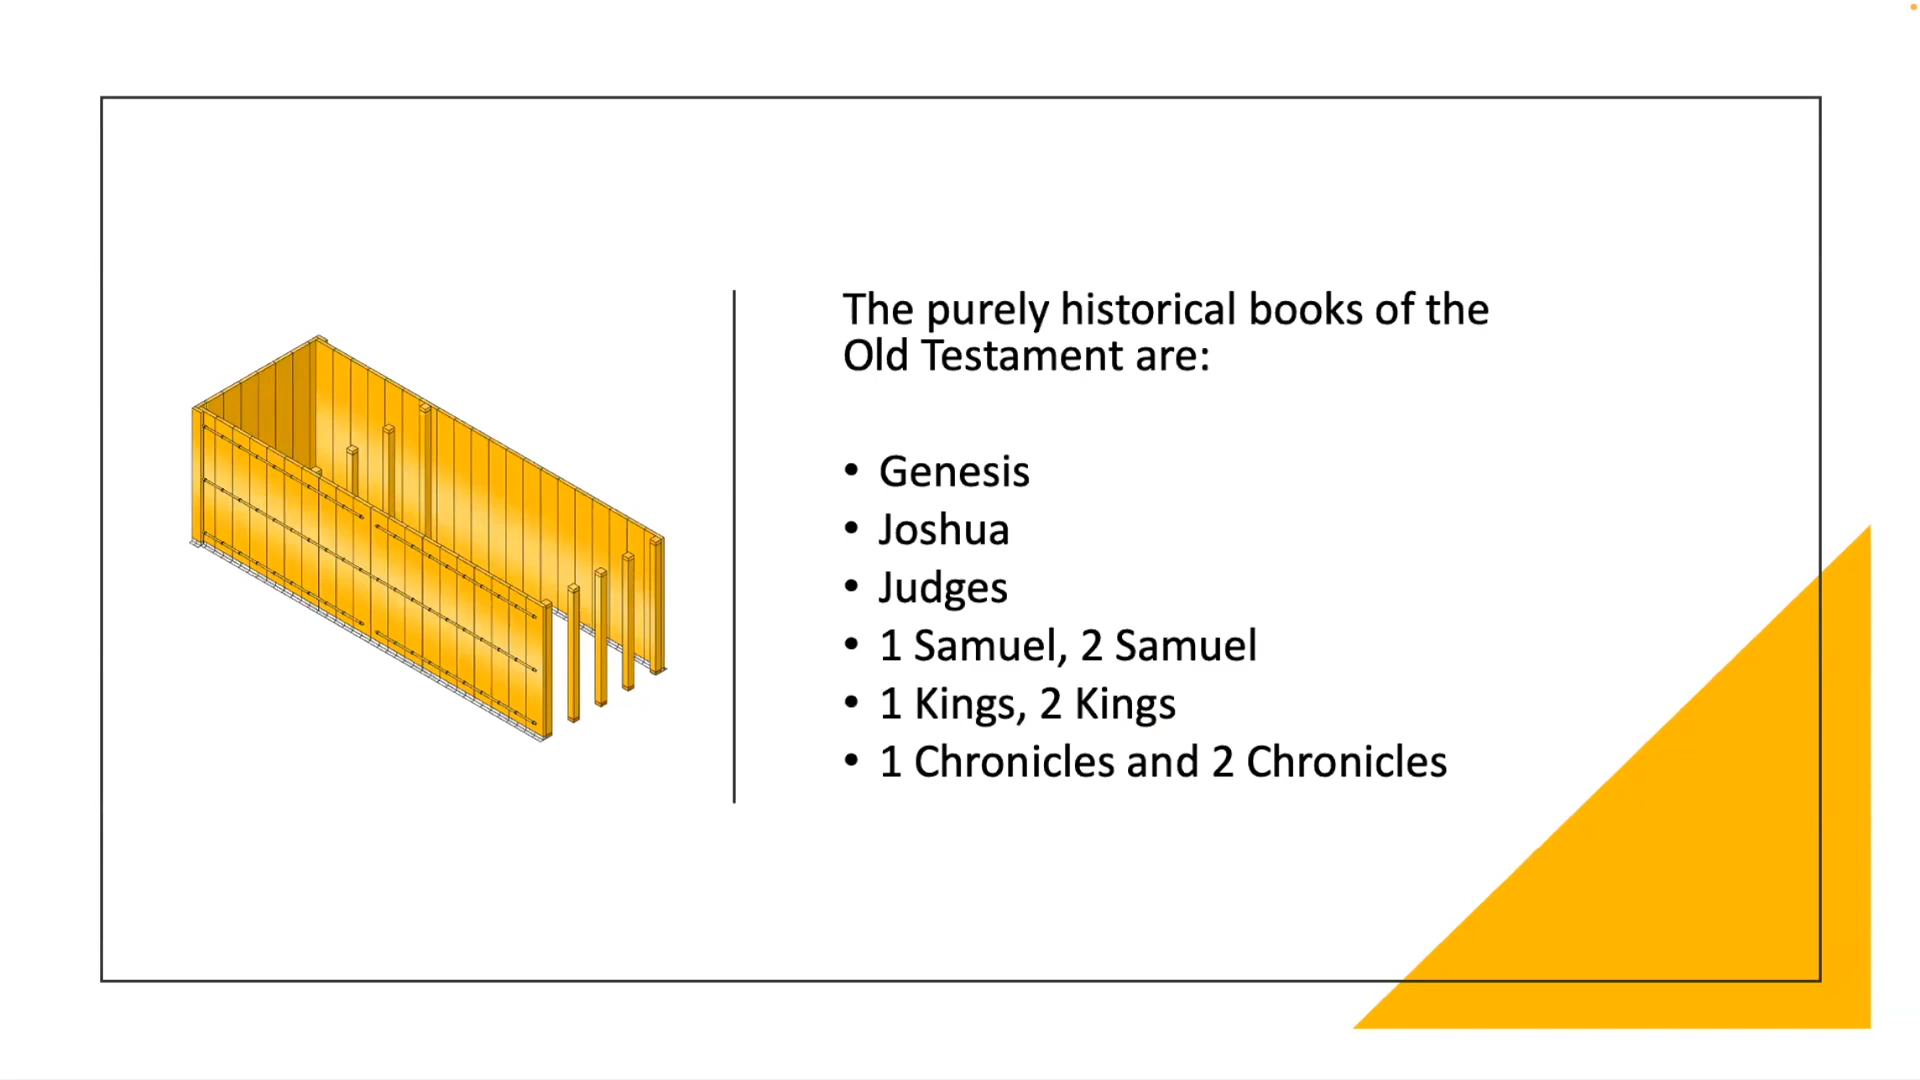 The purely historical books of the
Old Testament are:
• Genesis
• Joshua
• Judges
• 1 Samuel, 2 Samuel
• 1 Kings, 2 Kings
• 1 Chronicles and 2 Chronicles